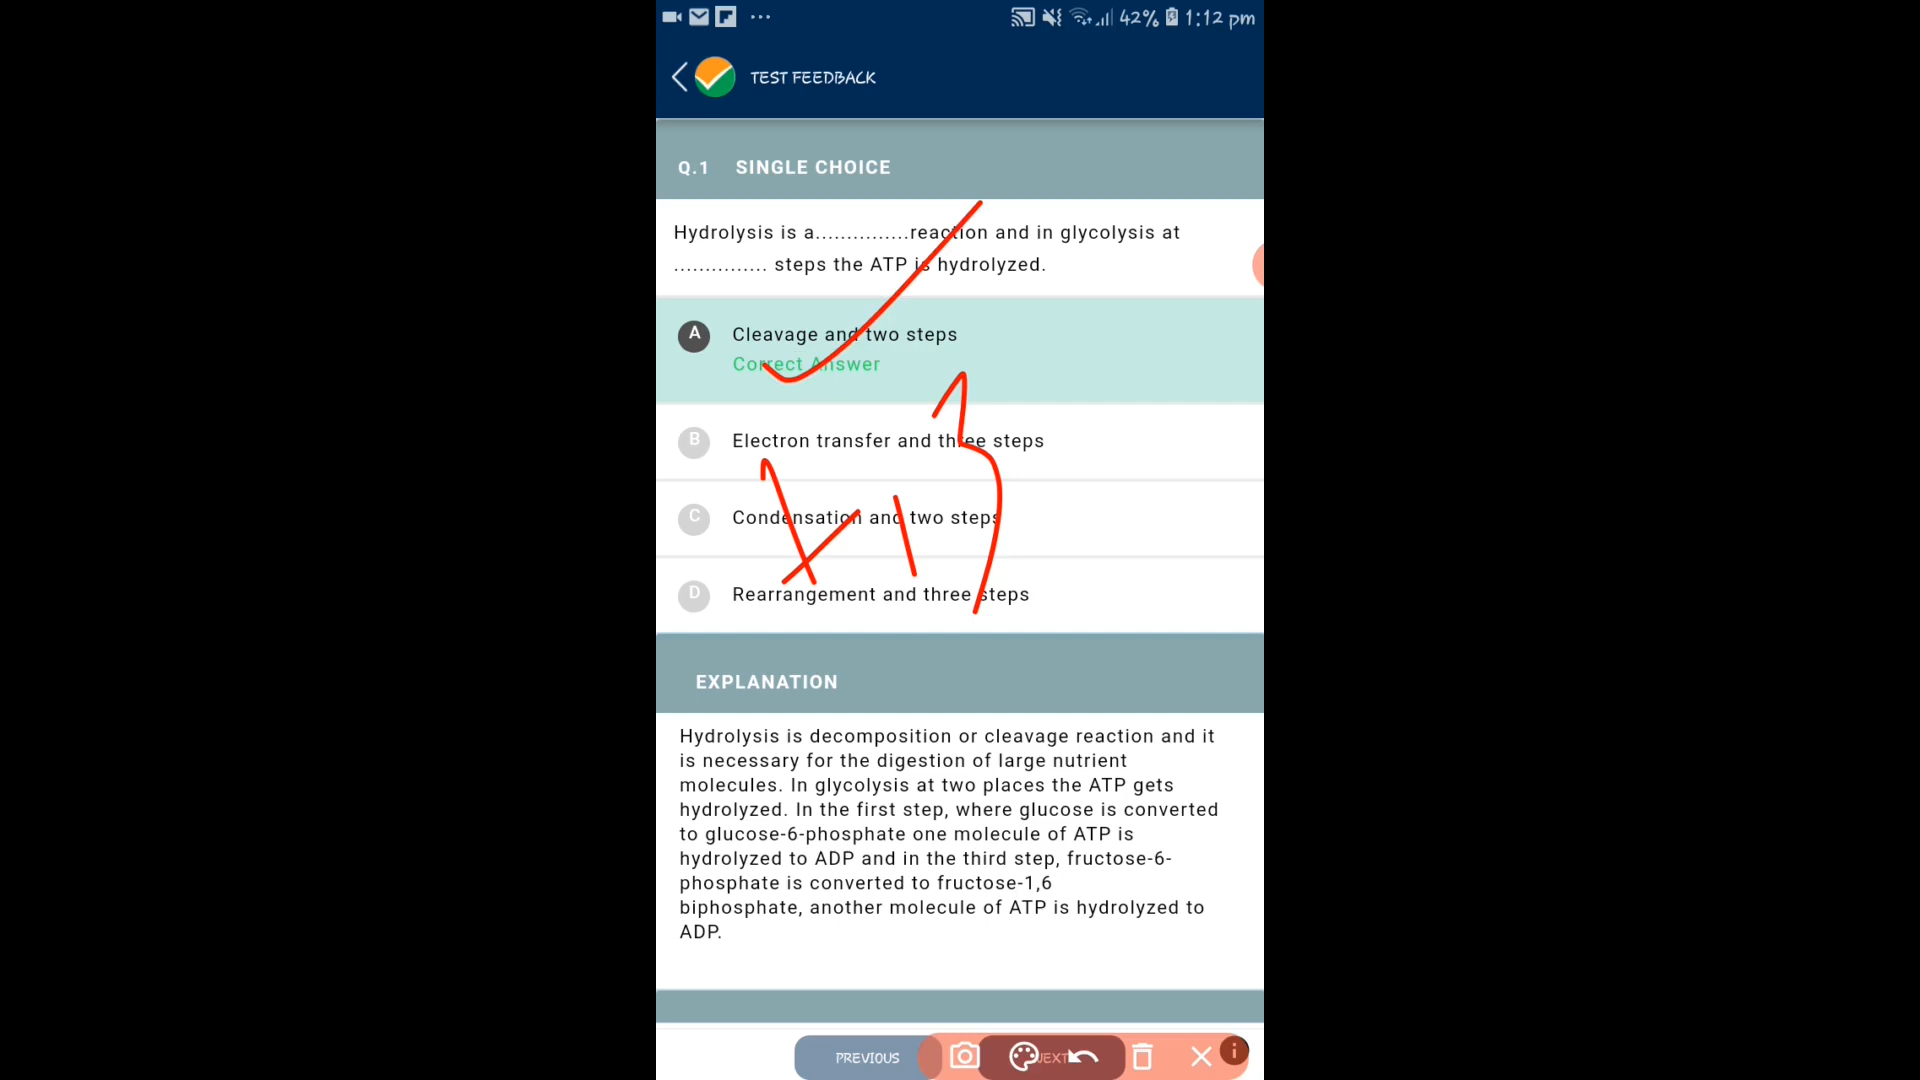 42% 1:12 pm
TEST FEEDBACK
Q.1 SINGLE CHOICE
Hydrolysis is a...............reaction and in glycolysis at
............... steps the ATP is hydrolyzed.
A Cleavage and two steps
Correct Answer
B Electron transfer and three steps
C Condensation and two steps
D Rearrangement and three steps
EXPLANATION
Hydrolysis is decomposition or cleavage reaction and it
is necessary for the digestion of large nutrient
molecules. In glycolysis at two places the ATP gets
hydrolyzed. In the first step, where glucose is converted
to glucose-6-phosphate one molecule of ATP is
hydrolyzed to ADP and in the third step, fructose-6-
phosphate is converted to fructose-1,6
biphosphate, another molecule of ATP is hydrolyzed to
ADP.
PREVIOUS